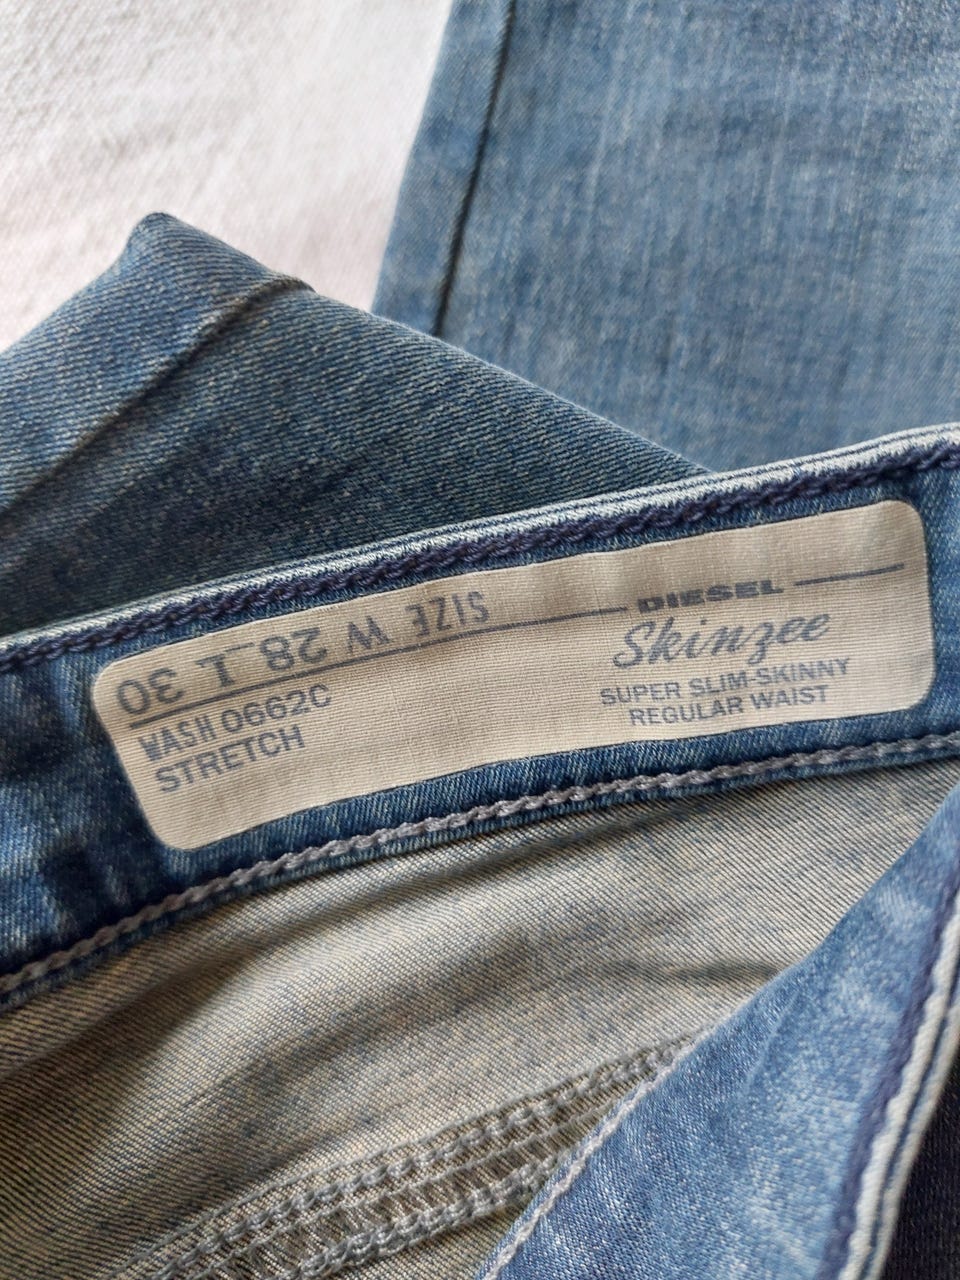 DIESEL
Skinzee
SUPER SLIM-SKINNY
REGULAR WAIST
SIZE W 28 L 30
WASH 0662C
STRETCH